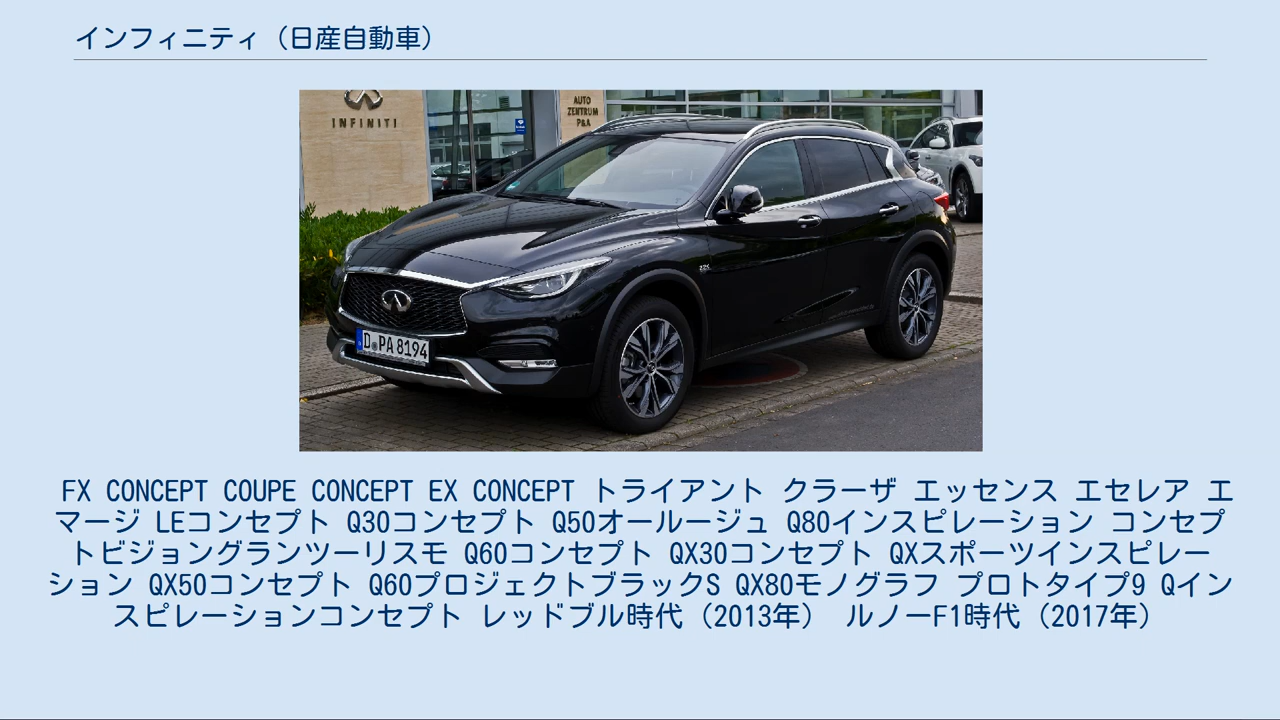 インフィニティ（日産自動車）
INFINITI
AUTO
ZENTRUM
P&A
D PA 8194
FX CONCEPT COUPE CONCEPT EX CONCEPT トライアント クラーザ エッセンス エセレア エ
マージ LEコンセプト Q30コンセプト Q50オールージュ Q80インスピレーション コンセプ
トビジョングランツーリスモ Q60コンセプト QX30コンセプト QXスポーツインスピレー
ション QX50コンセプト Q60プロジェクトブラックS QX80モノグラフ プロトタイプ9 Qイン
スピレーションコンセプト レッドブル時代（2013年） ルノーF1時代（2017年）